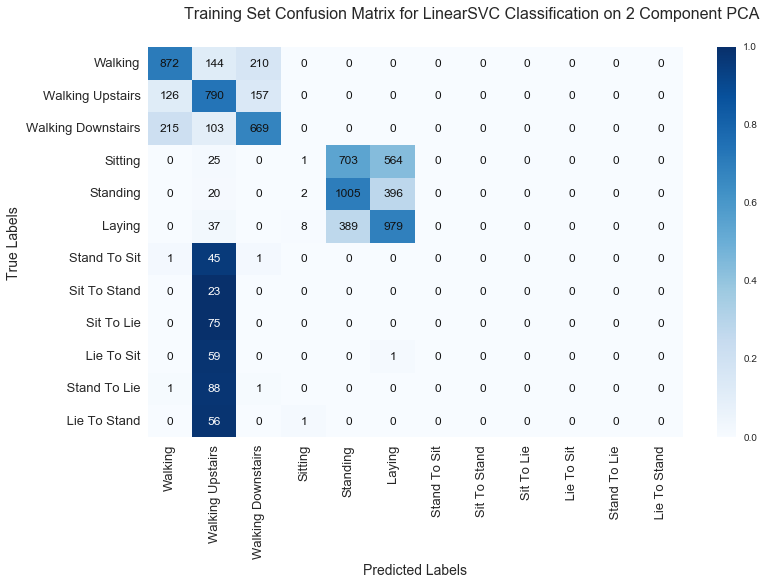 Training Set Confusion Matrix for LinearSVC Classification on 2 Component PCA
True Labels
Walking 872 144 210 0 0 0 0 0 0 0 0 0
Walking Upstairs 126 790 157 0 0 0 0 0 0 0 0 0
Walking Downstairs 215 103 669 0 0 0 0 0 0 0 0 0
Sitting 0 25 0 1 703 564 0 0 0 0 0 0
Standing 0 20 0 2 1005 396 0 0 0 0 0 0
Laying 0 37 0 8 389 979 0 0 0 0 0 0
Stand To Sit 1 45 1 0 0 0 0 0 0 0 0 0
Sit To Stand 0 23 0 0 0 0 0 0 0 0 0 0
Sit To Lie 0 75 0 0 0 0 0 0 0 0 0 0
Lie To Sit 0 59 0 0 0 1 0 0 0 0 0 0
Stand To Lie 1 88 1 0 0 0 0 0 0 0 0 0
Lie To Stand 0 56 0 1 0 0 0 0 0 0 0 0
Walking
Walking Upstairs
Walking Downstairs
Sitting
Standing
Laying
Stand To Sit
Sit To Stand
Sit To Lie
Lie To Sit
Stand To Lie
Lie To Stand
Predicted Labels
1.0
0.8
0.6
0.4
0.2
0.0